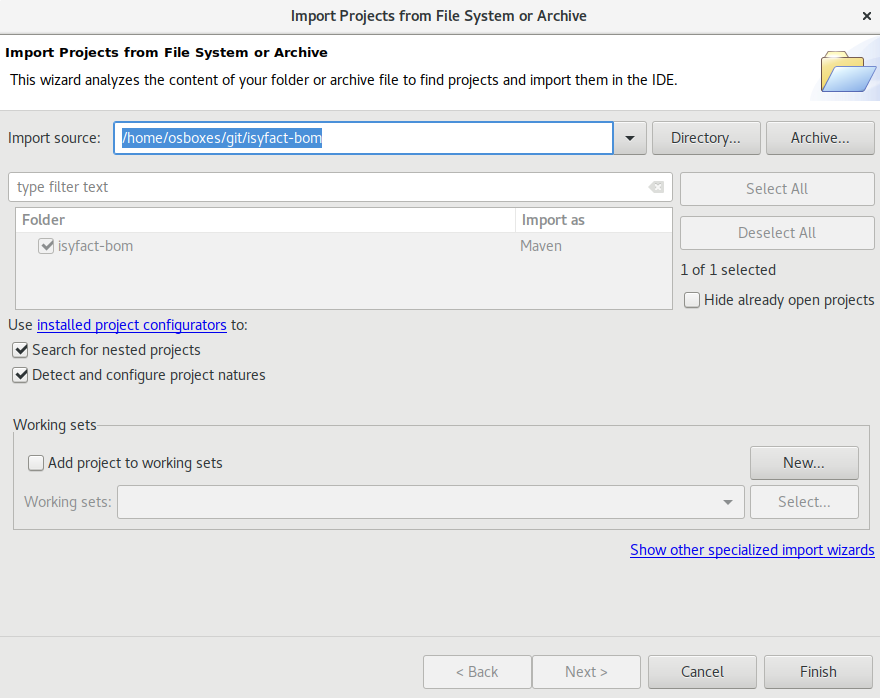 Import Projects from File System or Archive
Import Projects from File System or Archive
This wizard analyzes the content of your folder or archive file to find projects and import them in the IDE.
Import source: /home/osboxes/git/isyfact-bom Directory... Archive...
type filter text Select All
Folder Import as
Deselect All
isyfact-bom Maven
1 of 1 selected
Hide already open projects
Use installed project configurators to:
Search for nested projects
Detect and configure project natures
Working sets
Add project to working sets New...
Working sets: Select...
Show other specialized import wizards
< Back Next > Cancel Finish